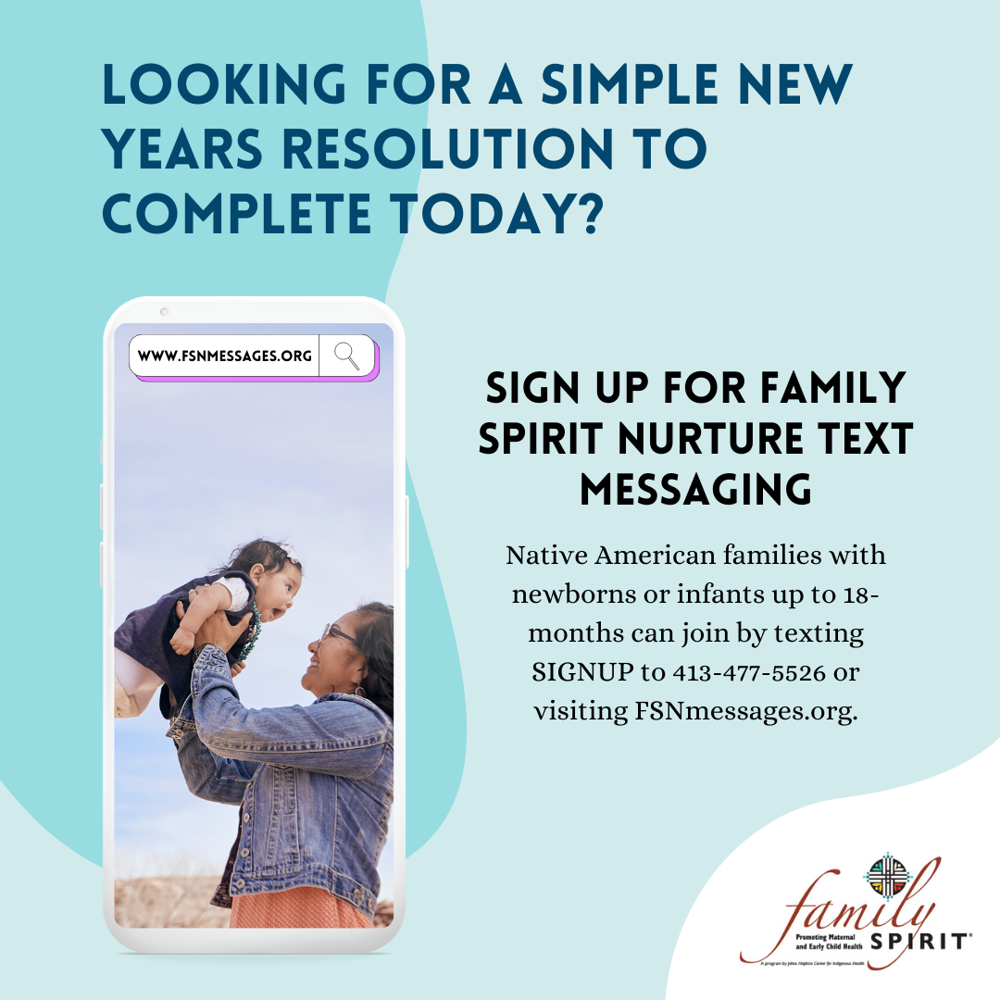 LOOKING FOR A SIMPLE NEW
YEARS RESOLUTION TO
COMPLETE TODAY?
WWW.FSNMESSAGES.ORG
SIGN UP FOR FAMILY
SPIRIT NURTURE TEXT
MESSAGING
Native American families with
newborns or infants up to 18-
months can join by texting
SIGNUP to 413-477-5526 or
visiting FSNmessages.org.
family
Promoting Maternal
and Early Child Health
SPIRIT®
A program by Johns Hopkins Center for Indigenous Health